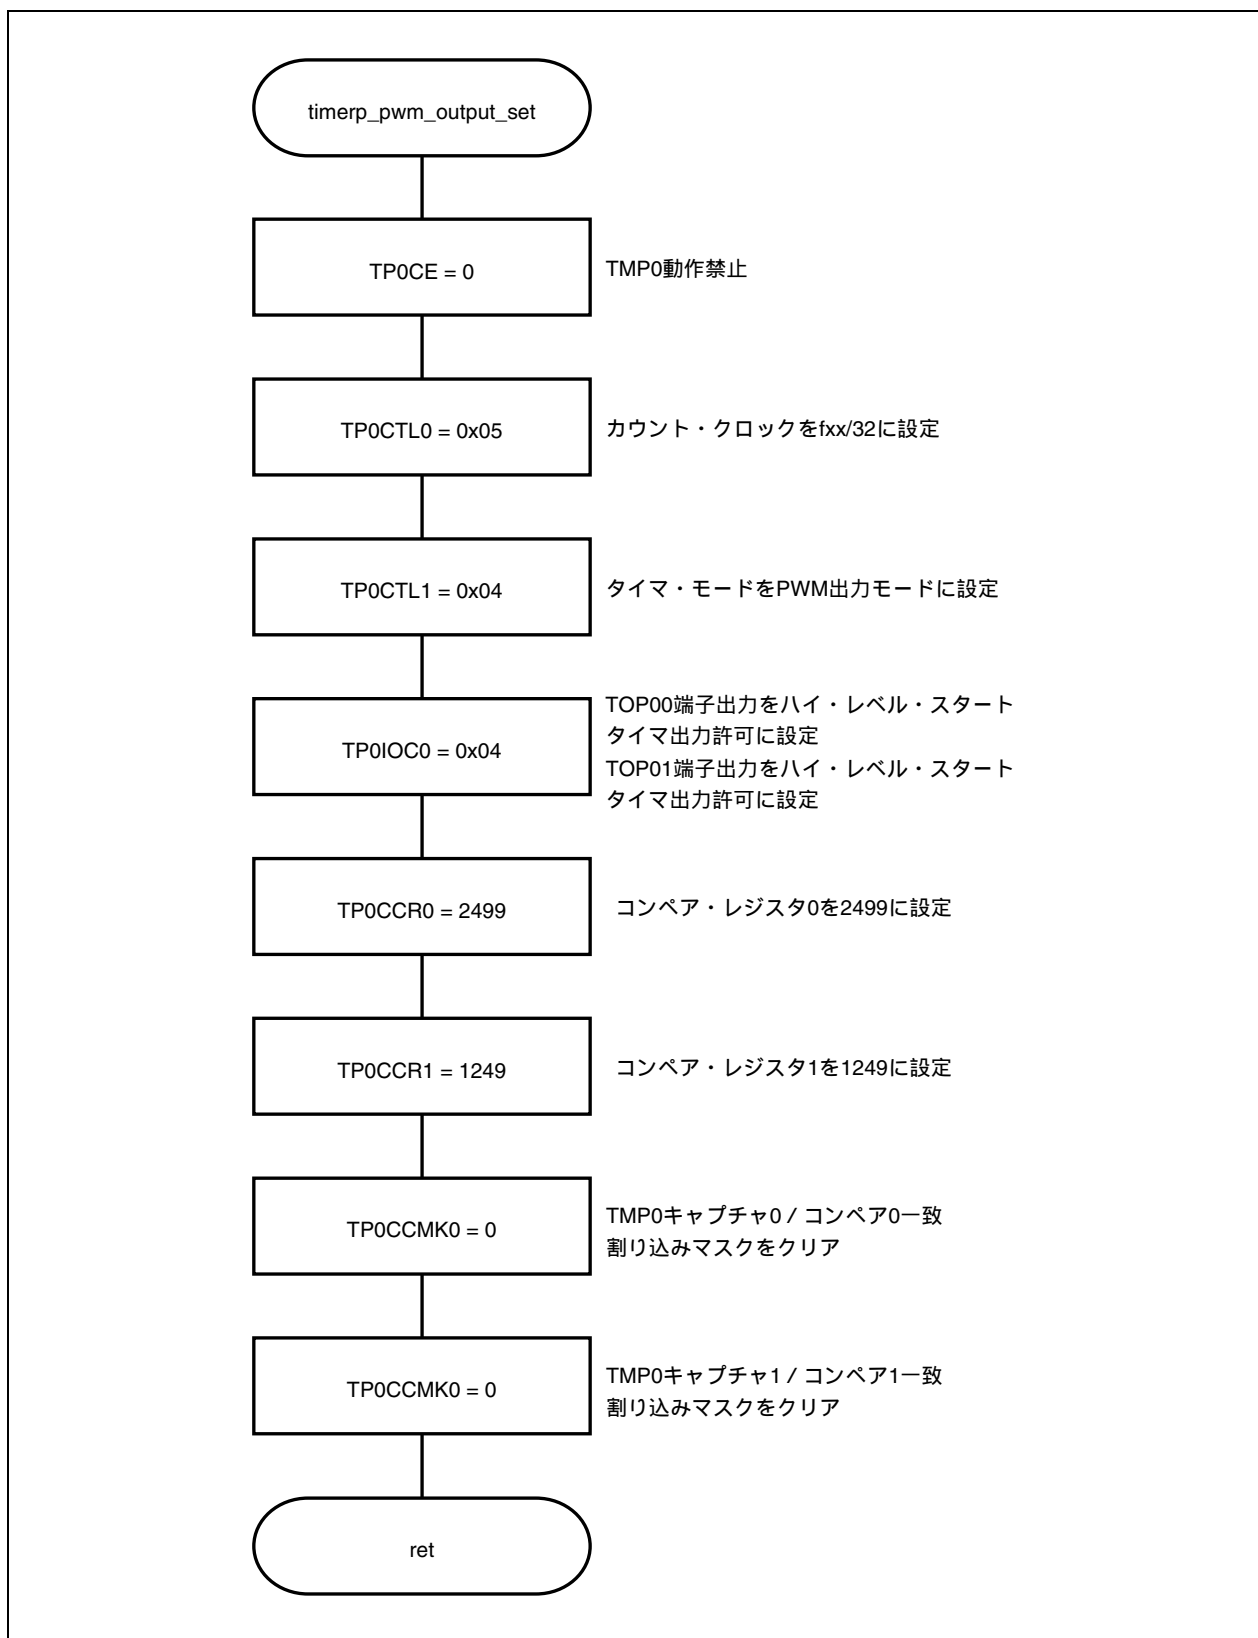 timerp_pwm_output_set
TP0CE = 0
TMP0動作禁止
TP0CTL0 = 0x05
カウント・クロックをfxx/32に設定
TP0CTL1 = 0x04
タイマ・モードをPWM出力モードに設定
TP0IOC0 = 0x04
TOP00端子出力をハイ・レベル・スタート
タイマ出力許可に設定
TOP01端子出力をハイ・レベル・スタート
タイマ出力許可に設定
TP0CCR0 = 2499
コンペア・レジスタ0を2499に設定
TP0CCR1 = 1249
コンペア・レジスタ1を1249に設定
TP0CCMK0 = 0
TMP0キャプチャ0 / コンペア0一致
割り込みマスクをクリア
TP0CCMK0 = 0
TMP0キャプチャ1 / コンペア1一致
割り込みマスクをクリア
ret